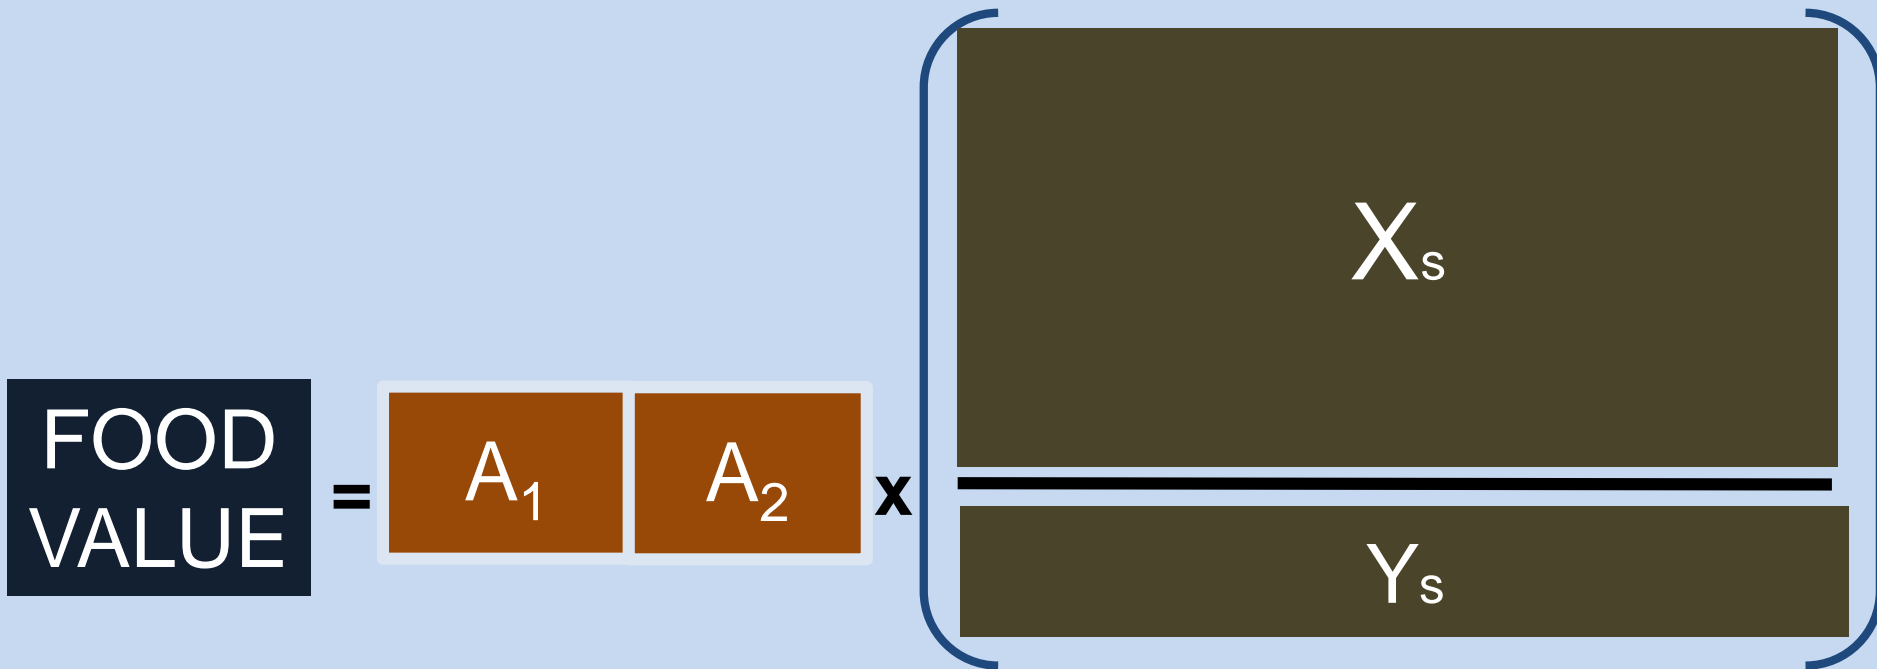 FOOD
VALUE
=
A₁
A₂
x
Xs
Ys